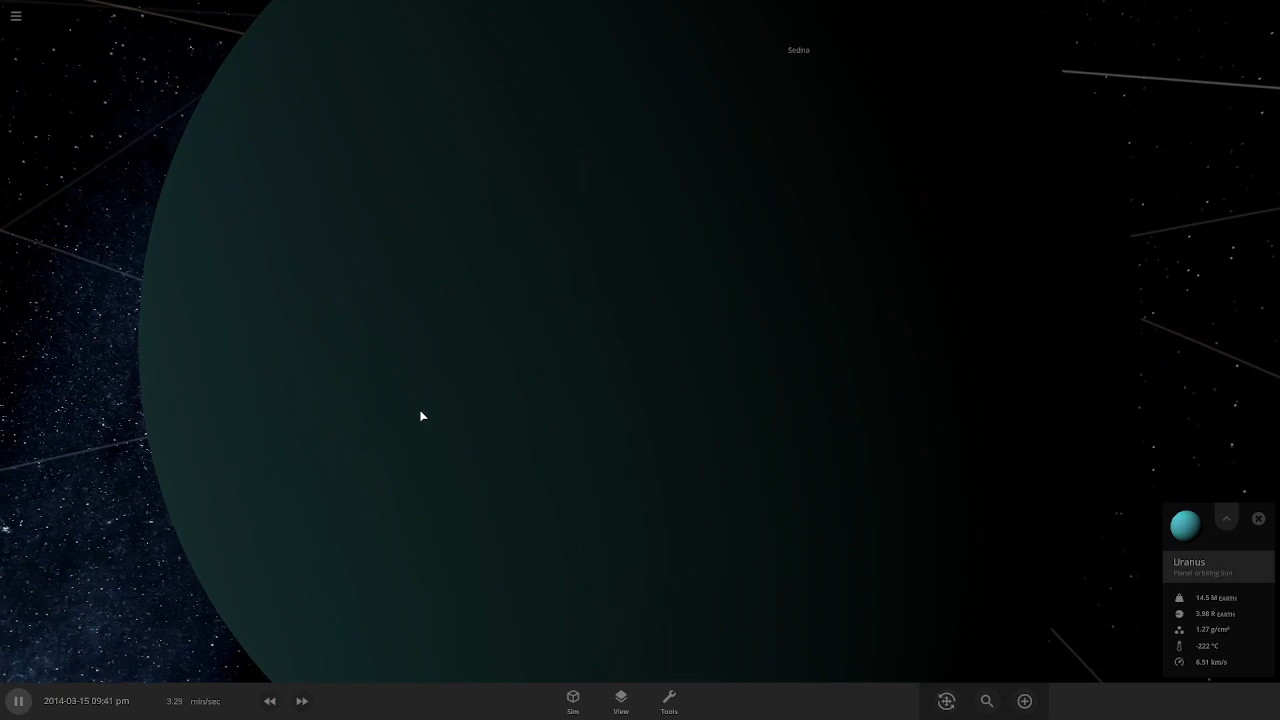 Sedna
Uranus
Planet orbiting Sun
14.5 M EARTH
3.98 R EARTH
1.27 g/cm³
-222 °C
6.51 km/s
2014-03-15 09:41 pm
3.29 min/sec
Sim
View
Tools